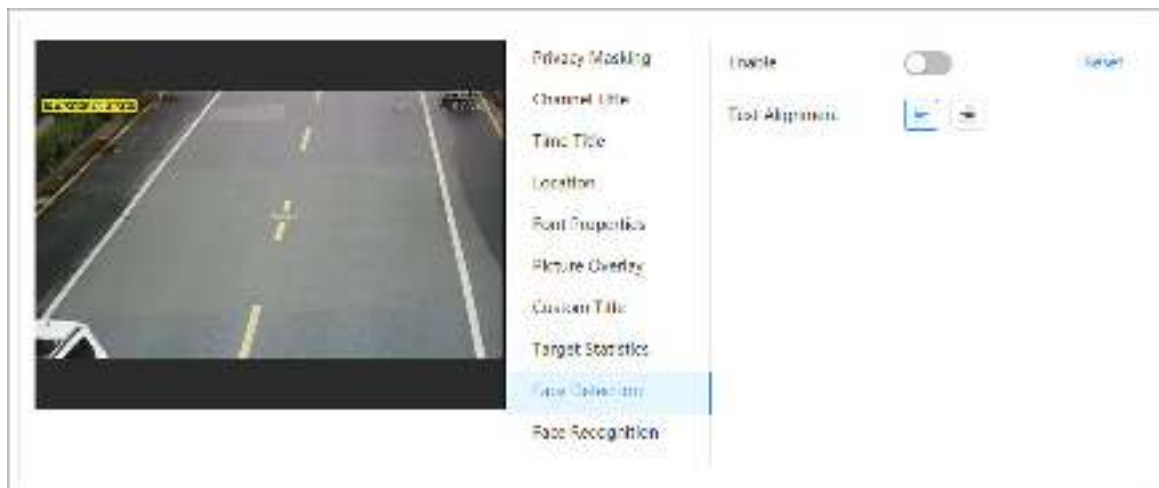 Privacy Masking
Channel Title
Time Title
Location
Font Properties
Picture Overlay
Custom Title
Target Statistics
Face Detection
Face Recognition
Enable
Reset
Text Alignment